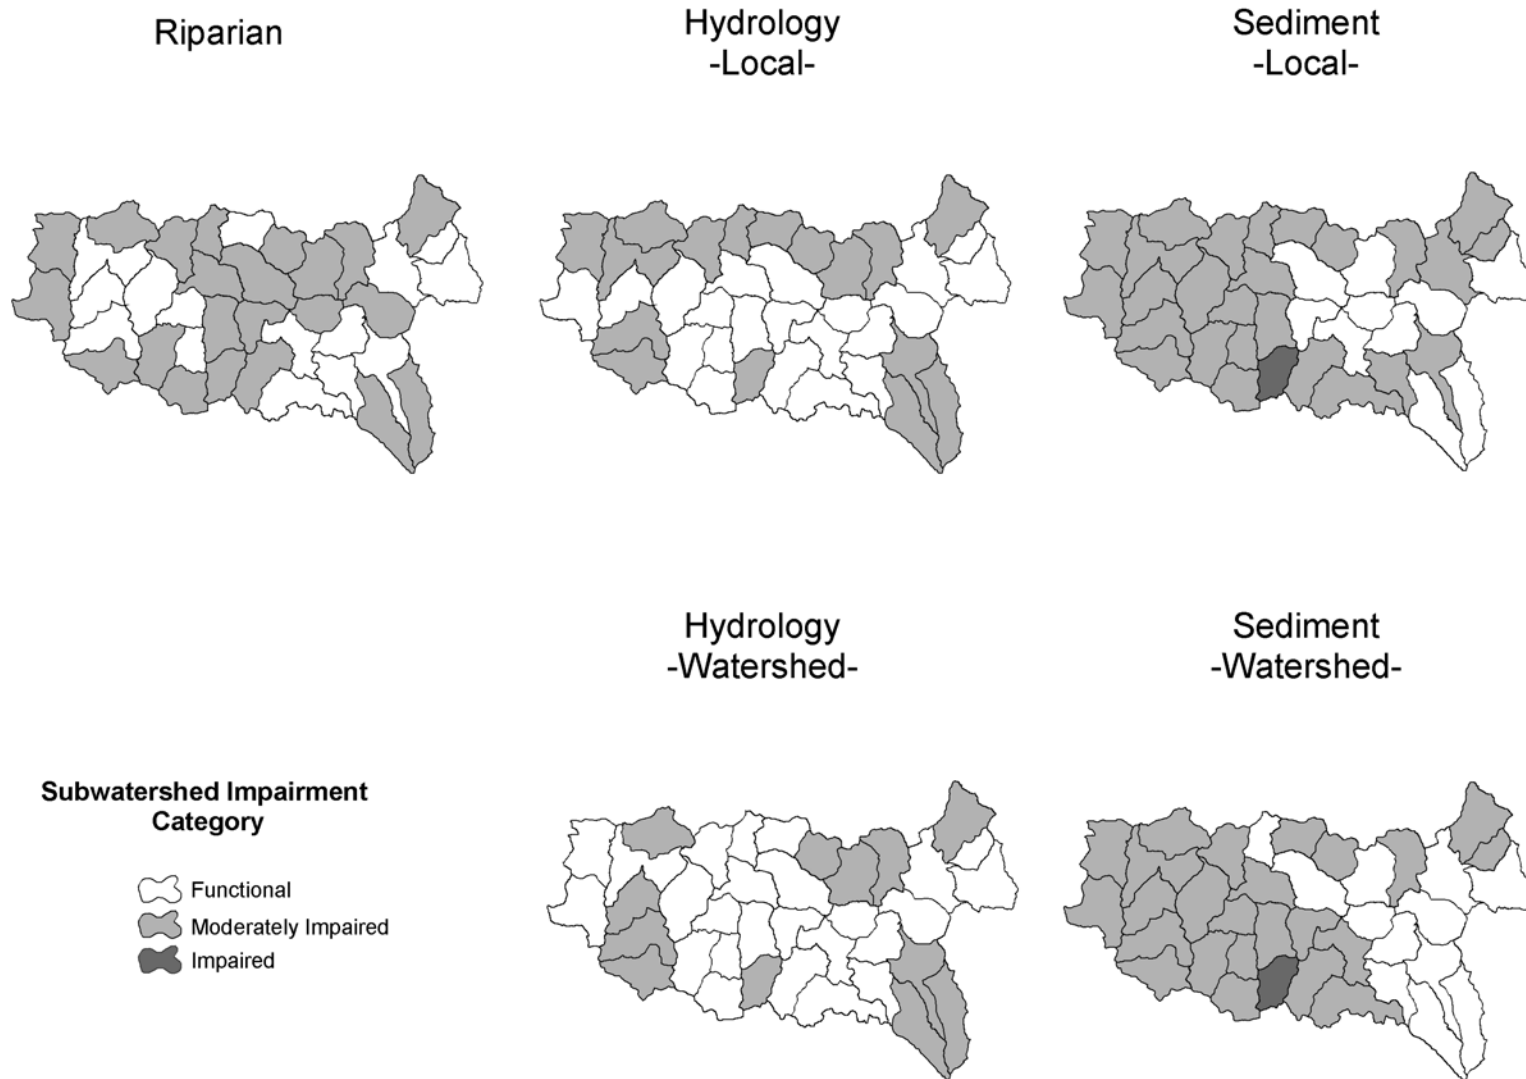 Riparian
Hydrology
-Local-
Sediment
-Local-
Hydrology
-Watershed-
Sediment
-Watershed-
Subwatershed Impairment
Category
Functional
Moderately Impaired
Impaired